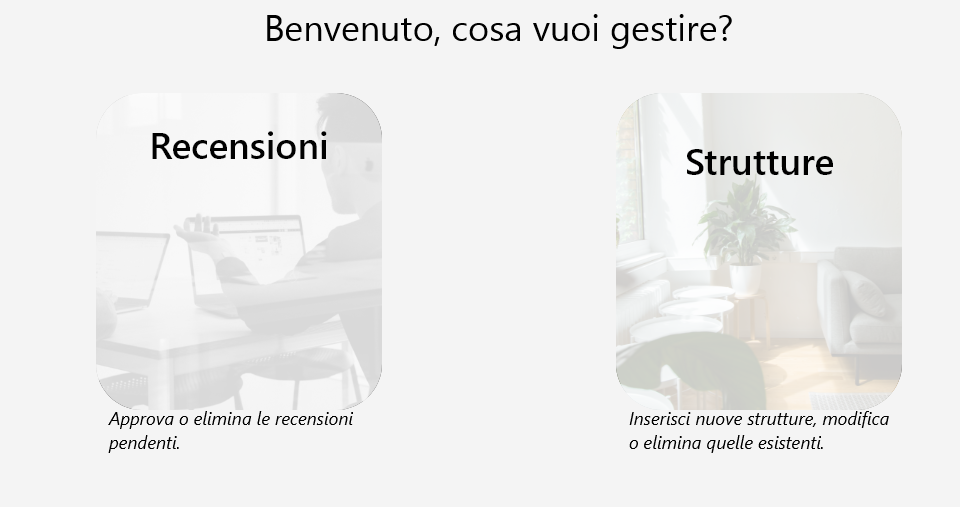 Benvenuto, cosa vuoi gestire?
Recensioni
Approva o elimina le recensioni
pendenti.
Strutture
Inserisci nuove strutture, modifica
o elimina quelle esistenti.